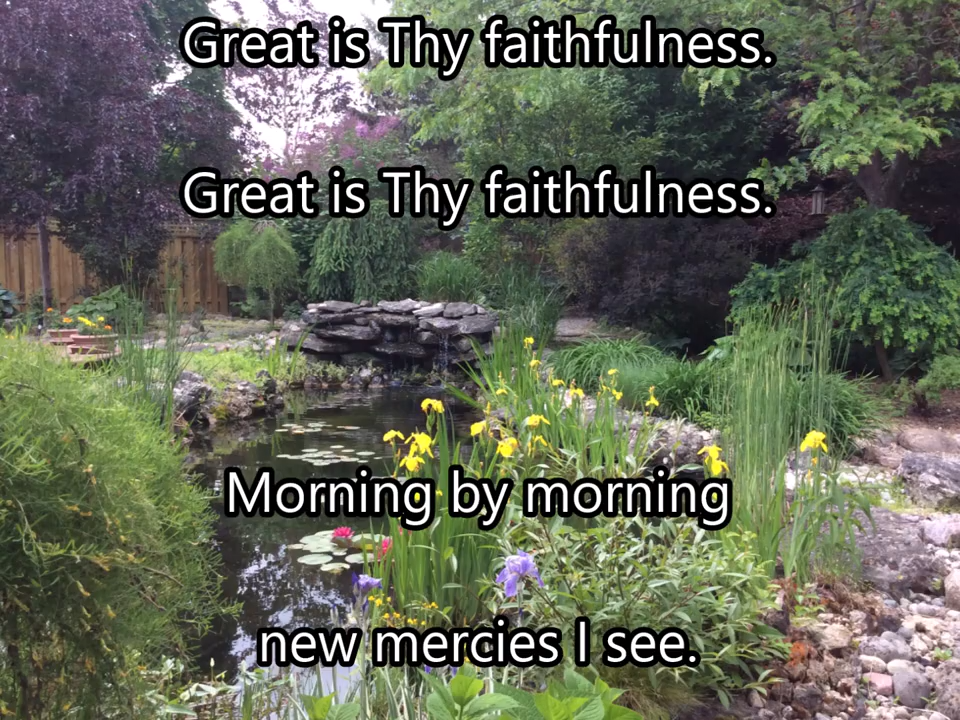 Great is Thy faithfulness.
Great is Thy faithfulness.
Morning by morning
new mercies I see.